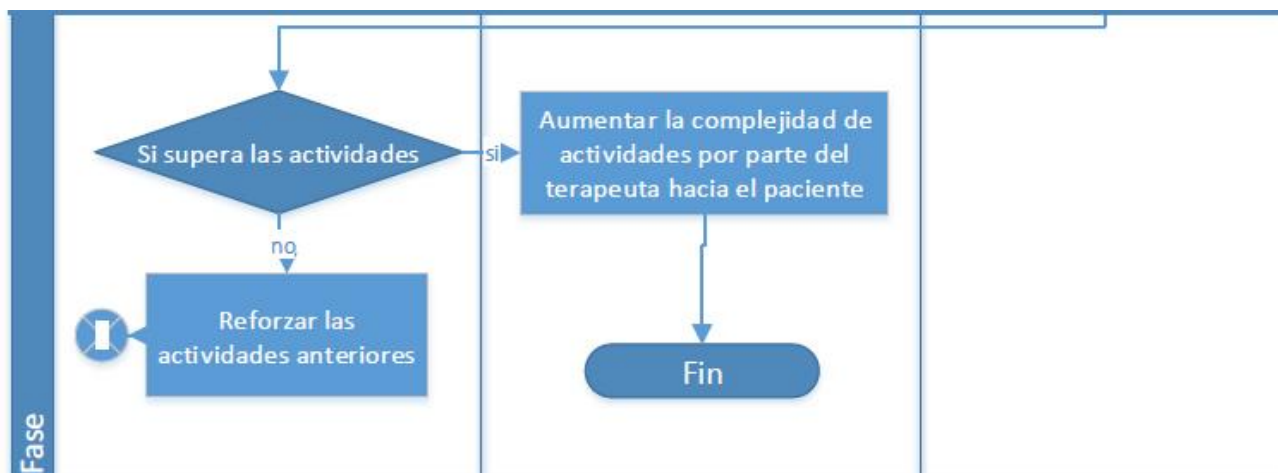 Si supera las actividades
si
Aumentar la complejidad de
actividades por parte del
terapeuta hacia el paciente
no
Reforzar las
actividades anteriores
Fin
Fase